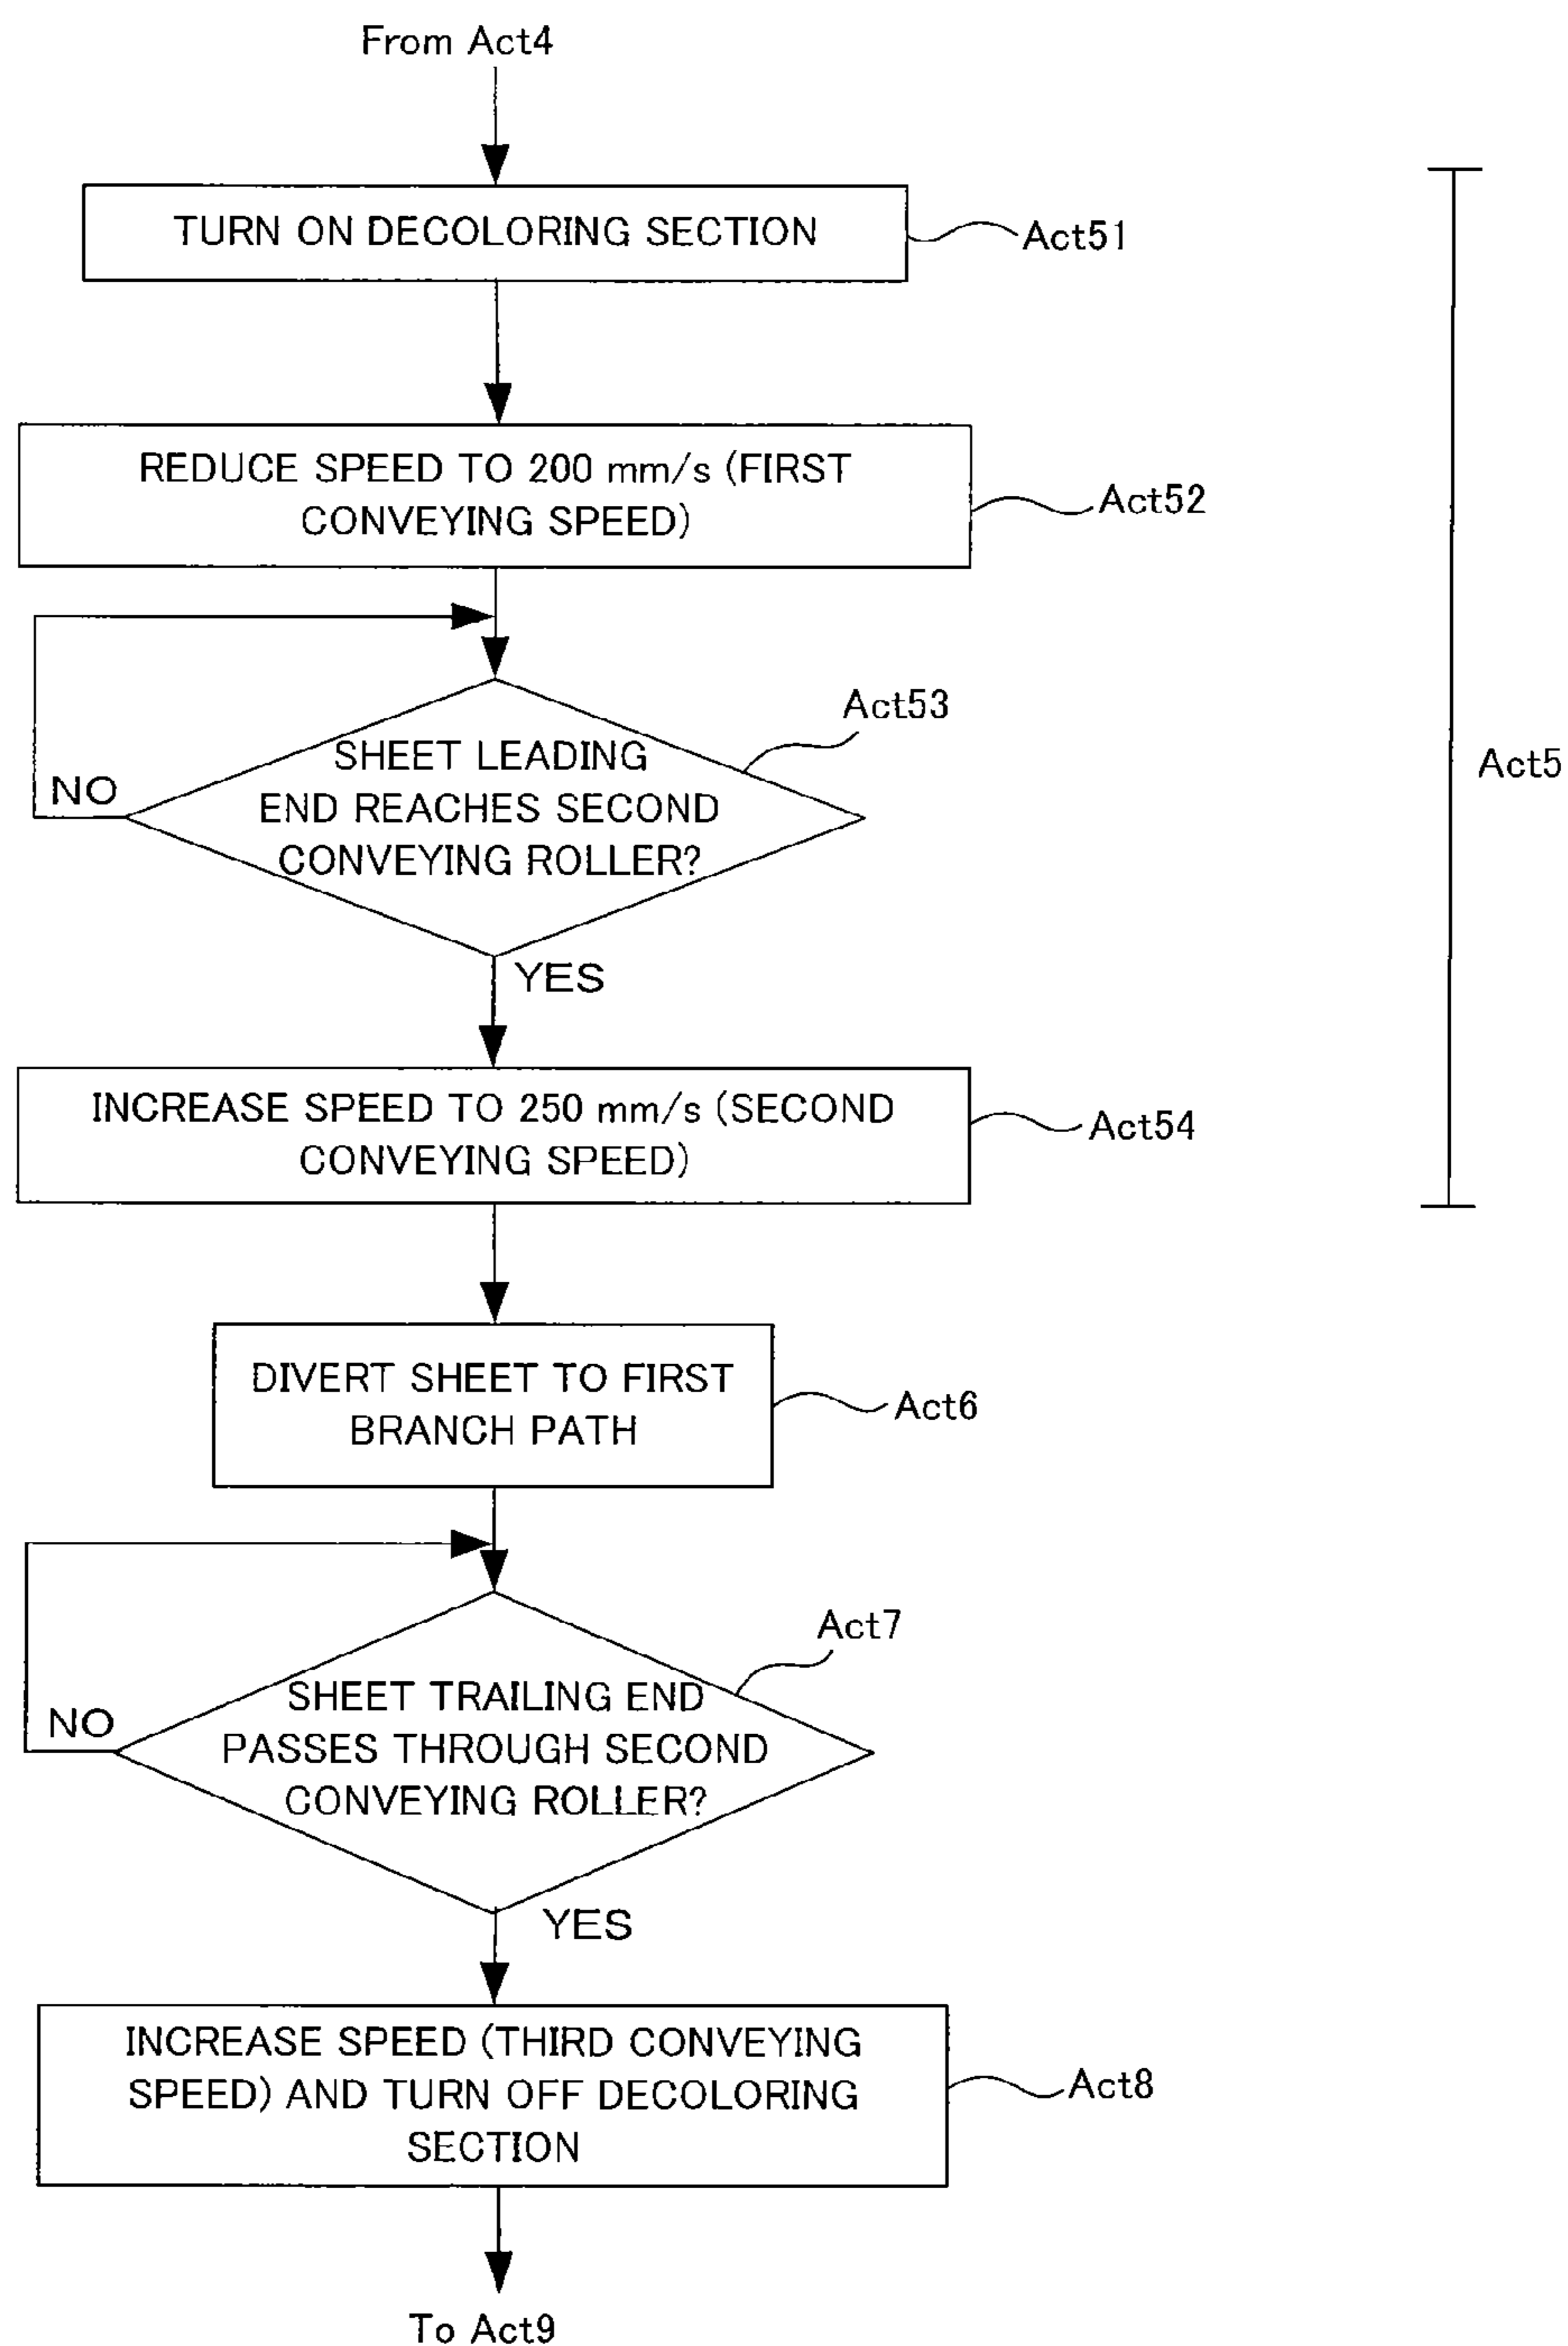 From Act4
TURN ON DECOLORING SECTION
Act51
REDUCE SPEED TO 200 mm/s (FIRST
CONVEYING SPEED)
Act52
Act53
SHEET LEADING
END REACHES SECOND
CONVEYING ROLLER?
NO
YES
Act5
INCREASE SPEED TO 250 mm/s (SECOND
CONVEYING SPEED)
Act54
DIVERT SHEET TO FIRST
BRANCH PATH
Act6
Act7
SHEET TRAILING END
PASSES THROUGH SECOND
CONVEYING ROLLER?
NO
YES
INCREASE SPEED (THIRD CONVEYING
SPEED) AND TURN OFF DECOLORING
SECTION
Act8
To Act9